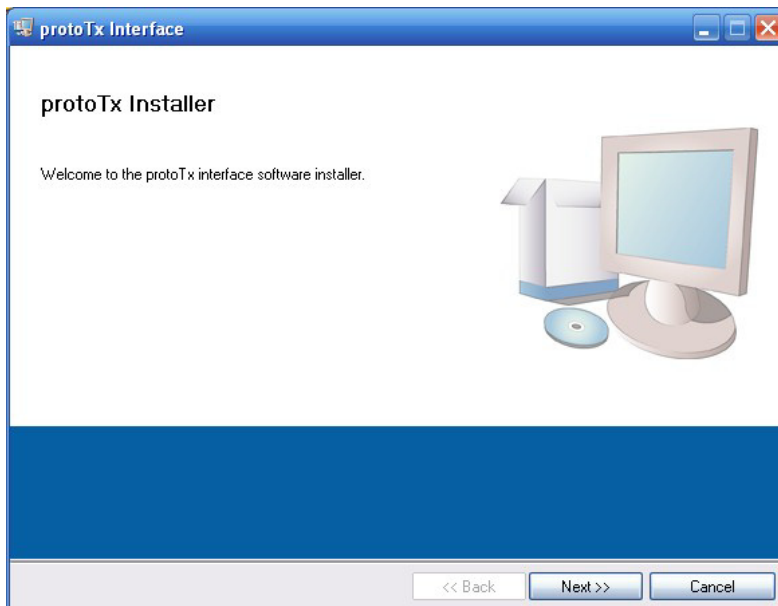 protoTx Interface
protoTx Installer
Welcome to the protoTx interface software installer.
<< Back Next >> Cancel